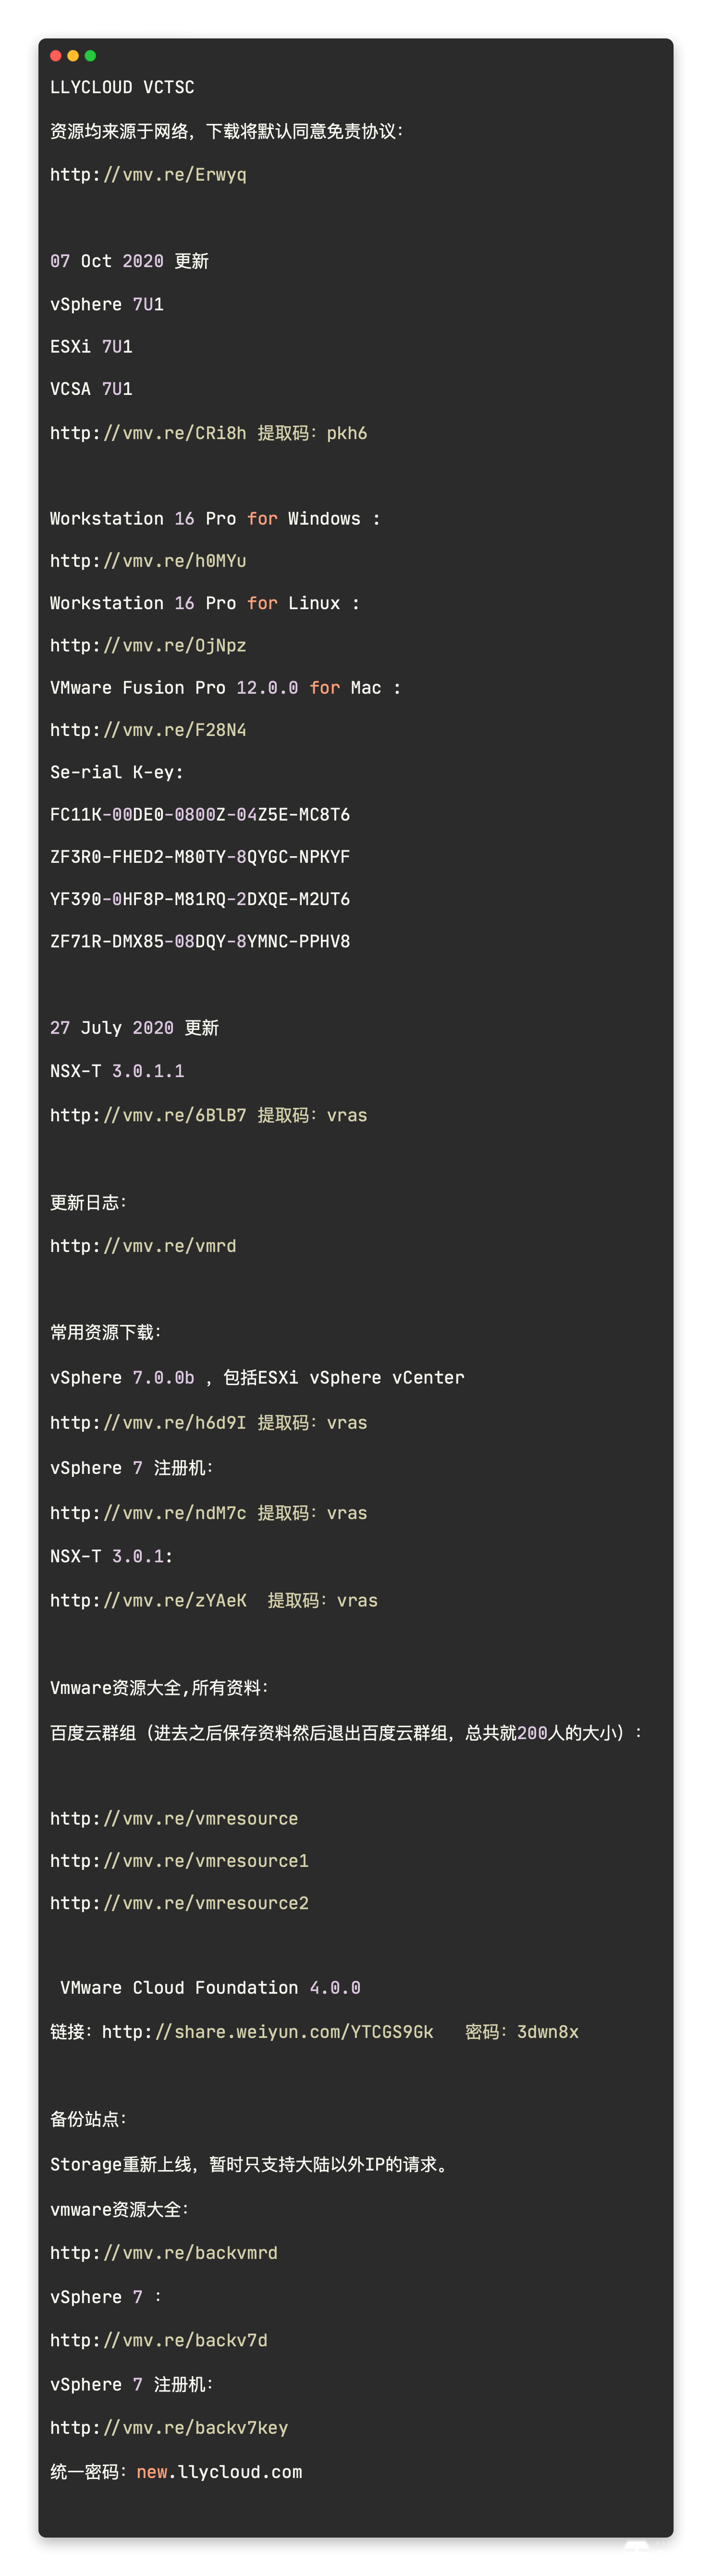 LLYCLOUD VCTSC
资源均来源于网络，下载将默认同意免责协议：
http://vmv.re/Erwyq
07 Oct 2020 更新
vSphere 7U1
ESXi 7U1
VCSA 7U1
http://vmv.re/CRi8h 提取码：pkh6
Workstation 16 Pro for Windows :
http://vmv.re/h0MYu
Workstation 16 Pro for Linux :
http://vmv.re/OjNpz
VMware Fusion Pro 12.0.0 for Mac :
http://vmv.re/F28N4
Se-rial K-ey:
FC11K-00DE0-0800Z-04Z5E-MC8T6
ZF3R0-FHED2-M80TY-8QYGC-NPKYF
YF390-0HF8P-M81RQ-2DXQE-M2UT6
ZF71R-DMX85-08DQY-8YMNC-PPHV8
27 July 2020 更新
NSX-T 3.0.1.1
http://vmv.re/6BlB7 提取码：vras
更新日志：
http://vmv.re/vmrd
常用资源下载：
vSphere 7.0.0b ，包括ESXi vSphere vCenter
http://vmv.re/h6d9I 提取码：vras
vSphere 7 注册机：
http://vmv.re/ndM7c 提取码：vras
NSX-T 3.0.1:
http://vmv.re/zYAeK  提取码：vras
Vmware资源大全,所有资料：
百度云群组（进去之后保存资料然后退出百度云群组，总共就200人的大小）：
http://vmv.re/vmresource
http://vmv.re/vmresource1
http://vmv.re/vmresource2
VMware Cloud Foundation 4.0.0
链接：http://share.weiyun.com/YTCGS9Gk   密码：3dwn8x
备份站点：
Storage重新上线，暂时只支持大陆以外IP的请求。
vmware资源大全：
http://vmv.re/backvmrd
vSphere 7 ：
http://vmv.re/backv7d
vSphere 7 注册机：
http://vmv.re/backv7key
统一密码：new.llycloud.com